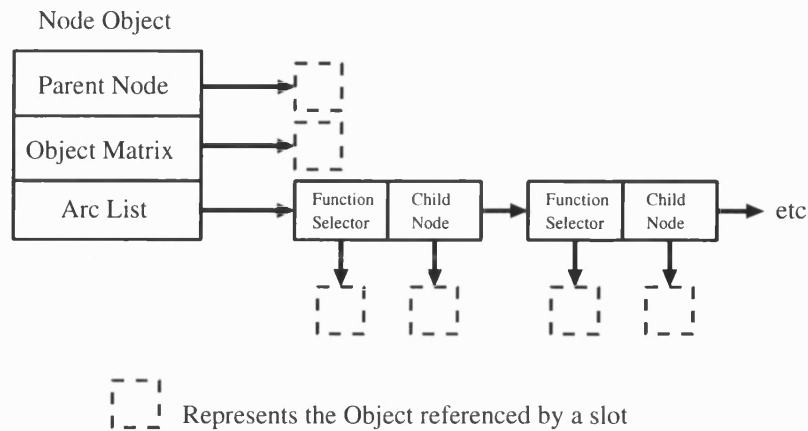 Node Object
Parent Node
Object Matrix
Arc List
Function
Selector
Child
Node
Function
Selector
Child
Node
etc
Represents the Object referenced by a slot